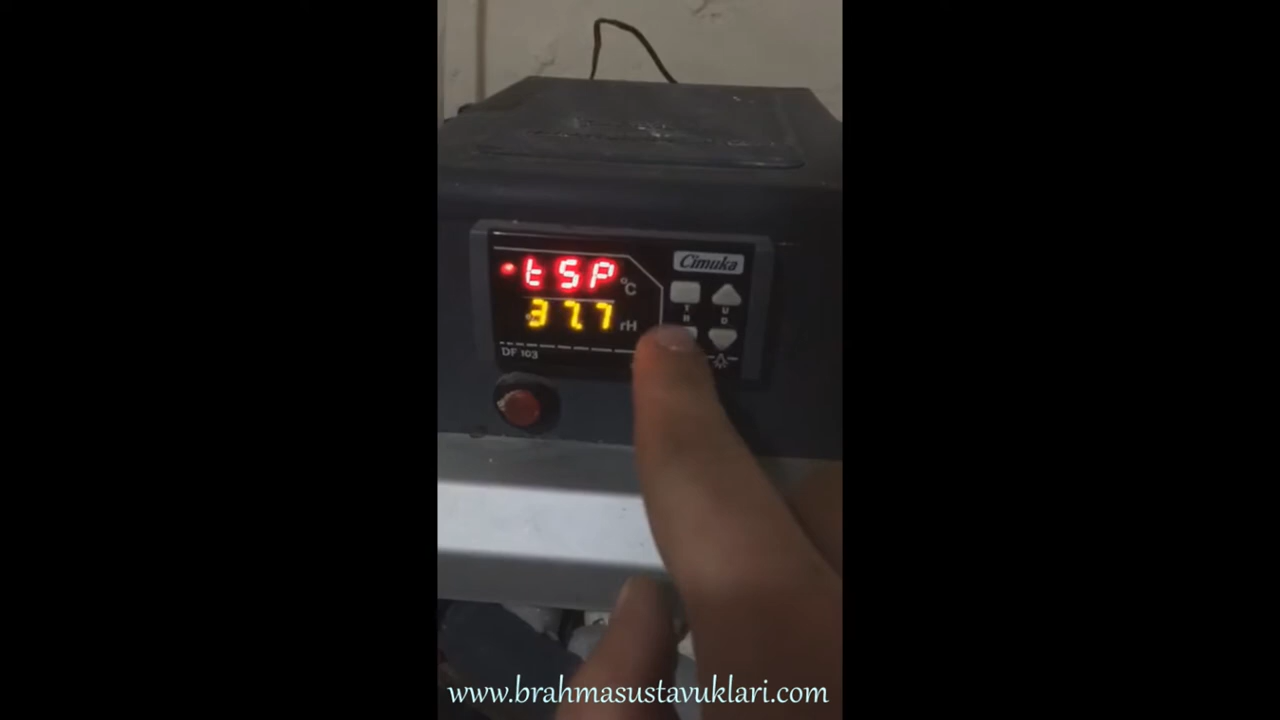 Cimuka
tSP °C
37.7 rH
T
H
U
D
DF 103
www.brahmasustavuklari.com